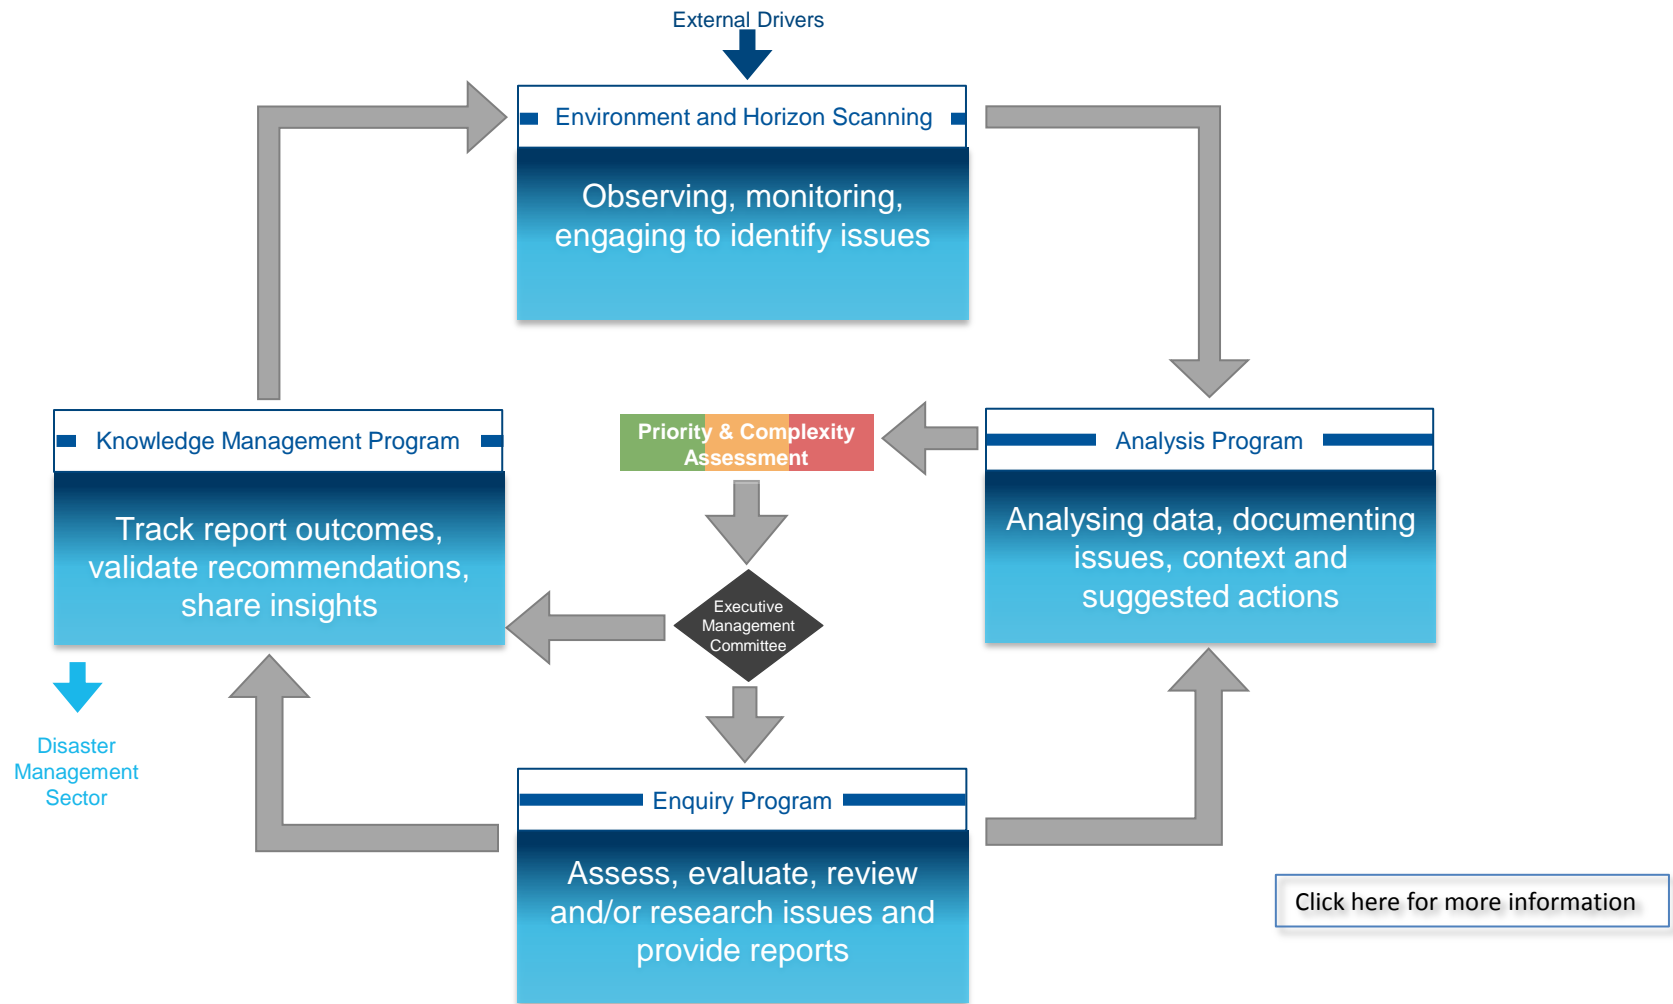 External Drivers
Environment and Horizon Scanning
Observing, monitoring,
engaging to identify issues
Knowledge Management Program
Track report outcomes,
validate recommendations,
share insights
Priority & Complexity
Assessment
Analysis Program
Analysing data, documenting
issues, context and
suggested actions
Executive
Management
Committee
Disaster
Management
Sector
Enquiry Program
Assess, evaluate, review
and/or research issues and
provide reports
Click here for more information